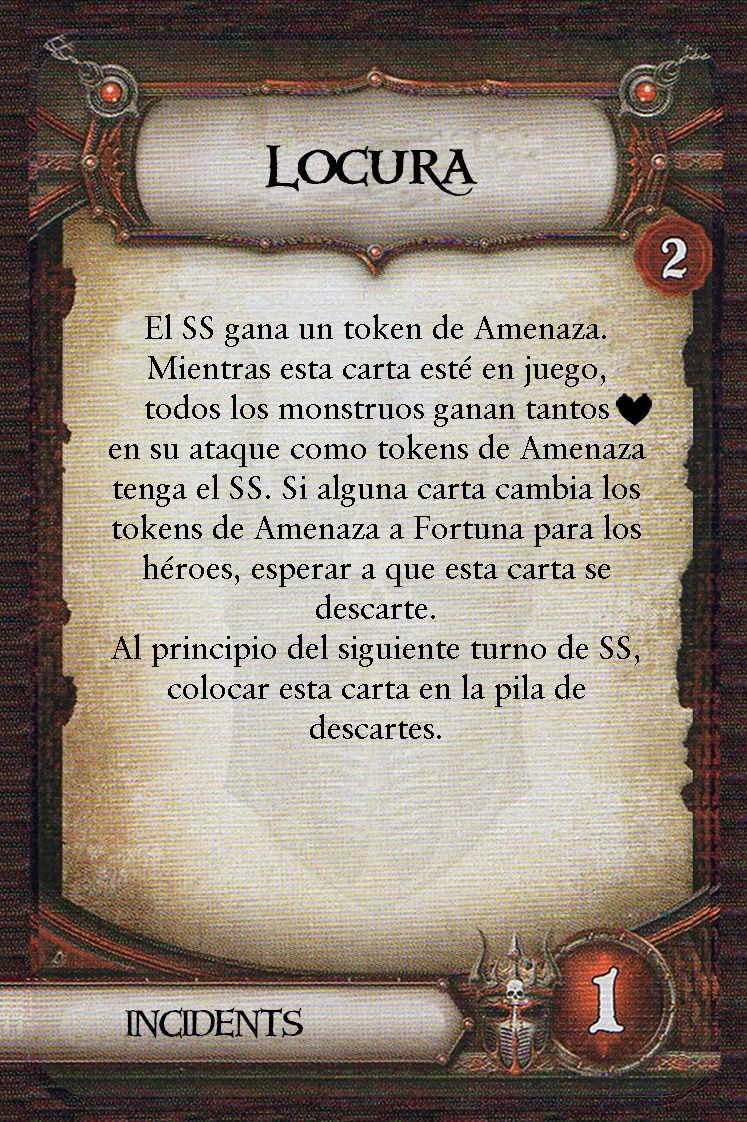 LOCURA
2
El SS gana un token de Amenaza.
Mientras esta carta esté en juego,
todos los monstruos ganan tantos
en su ataque como tokens de Amenaza
tenga el SS. Si alguna carta cambia los
tokens de Amenaza a Fortuna para los
héroes, esperar a que esta carta se
descarte.
Al principio del siguiente turno de SS,
colocar esta carta en la pila de
descartes.
INCIDENTS
1